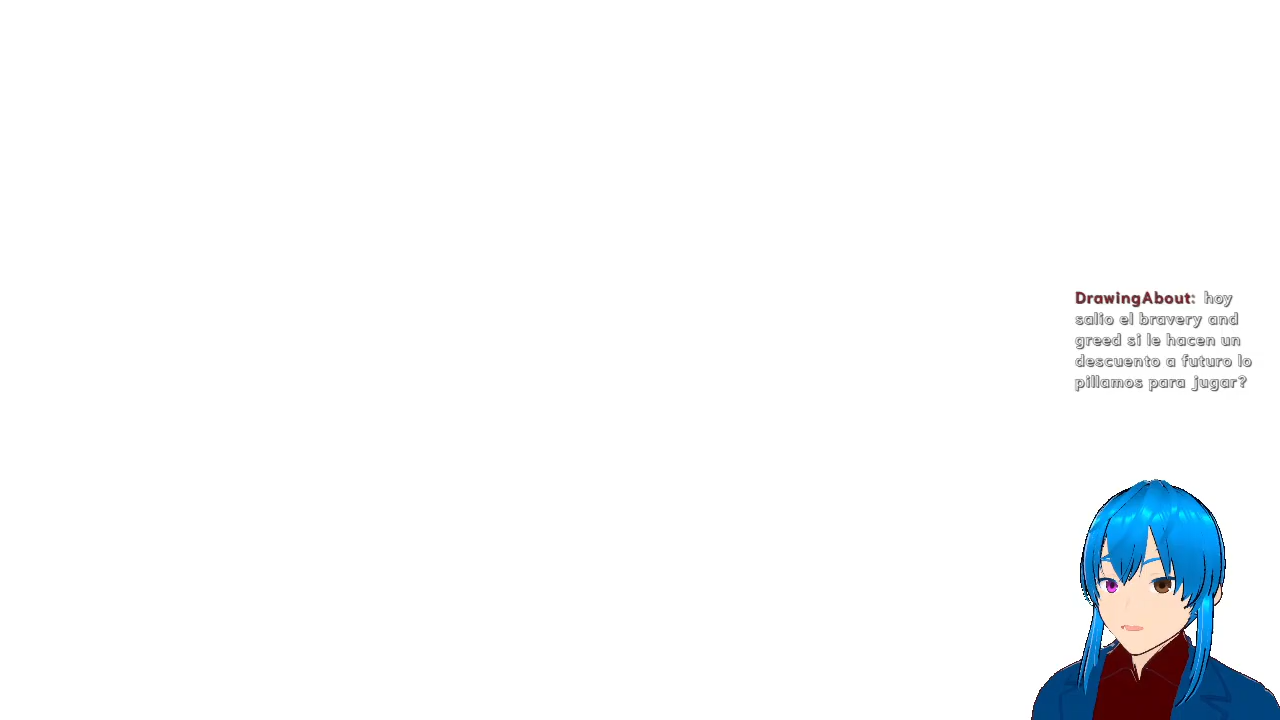 DrawingAbout: hoy
salio el bravery and
greed si le hacen un
descuento a futuro lo
pillamos para jugar?